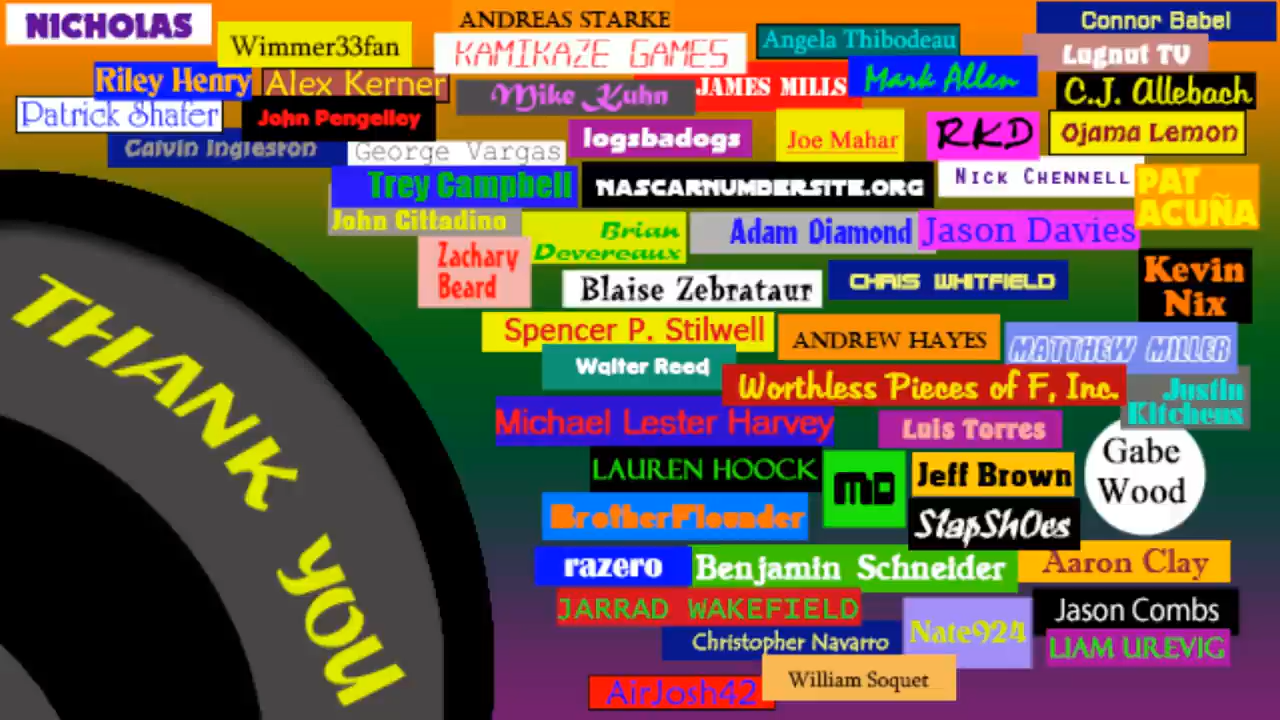 NICHOLAS
ANDREAS STARKE
Connor Babel
Wimmer33fan
KAMIKAZE GAMES
Angela Thibodeau
Lugnut TV
Riley Henry
Alex Kerner
Mike Kuhn
JAMES MILLS
Mark Allen
C.J. Allebach
Patrick Shafer
John Pengelley
logsbadogs
Joe Mahar
RKD
Ojama Lemon
Calvin Ingleston
George Vargas
Trey Campbell
NASCARNUMBERSITE.ORG
Nick Chennell
PAT
ACUÑA
John Cittadino
Brian
Devereaux
Adam Diamond
Jason Davies
Zachary
Beard
Blaise Zebrataur
CHRIS WHITFIELD
Kevin
Nix
THANK YOU
Spencer P. Stilwell
ANDREW HAYES
MATTHEW MILLER
Walter Reed
Worthless Pieces of F, Inc.
Justin
Kitchens
Michael Lester Harvey
Luis Torres
Gabe
Wood
LAUREN HOOCK
MD
Jeff Brown
BrotherFlounder
SlapShOes
razero
Benjamin Schneider
Aaron Clay
JARRAD WAKEFIELD
Nate924
Jason Combs
Christopher Navarro
LIAM UREVIG
William Soquet
AirJosh42